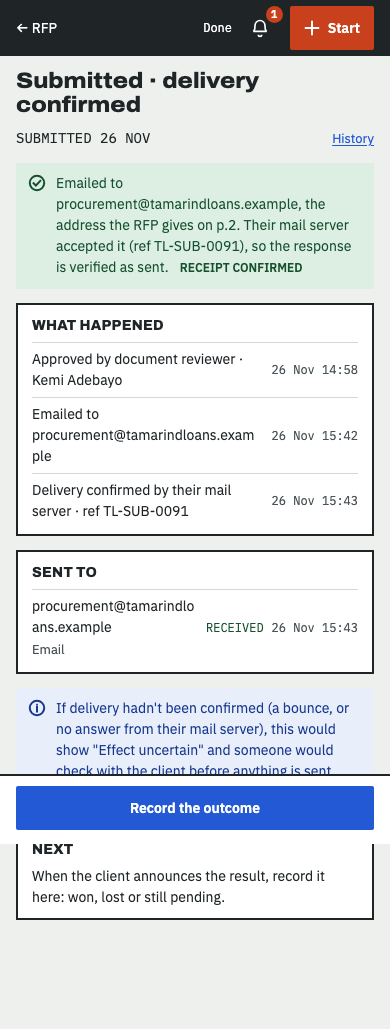 ← RFP
Done
1
Start
Submitted · delivery
confirmed
SUBMITTED 26 NOV
History
Emailed to
procurement@tamarindloans.example, the
address the RFP gives on p.2. Their mail server
accepted it (ref TL-SUB-0091), so the response
is verified as sent. RECEIPT CONFIRMED
WHAT HAPPENED
Approved by document reviewer ·
Kemi Adebayo
26 Nov 14:58
Emailed to
procurement@tamarindloans.exam
ple
26 Nov 15:42
Delivery confirmed by their mail
server · ref TL-SUB-0091
26 Nov 15:43
SENT TO
procurement@tamarindlo
ans.example
Email
RECEIVED 26 Nov 15:43
If delivery hadn't been confirmed (a bounce, or
no answer from their mail server), this would
show "Effect uncertain" and someone would
check with the client before anything is sent
Record the outcome
NEXT
When the client announces the result, record it
here: won, lost or still pending.